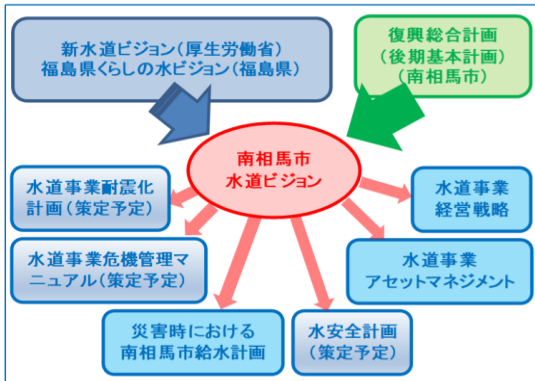 新水道ビジョン(厚生労働省)
福島県くらしの水ビジョン(福島県)
復興総合計画
(後期基本計画)
(南相馬市)
南相馬市
水道ビジョン
水道事業耐震化
計画(策定予定)
水道事業
経営戦略
水道事業危機管理マ
ニュアル(策定予定)
水道事業
アセットマネジメント
災害時における
南相馬市給水計画
水安全計画
(策定予定)